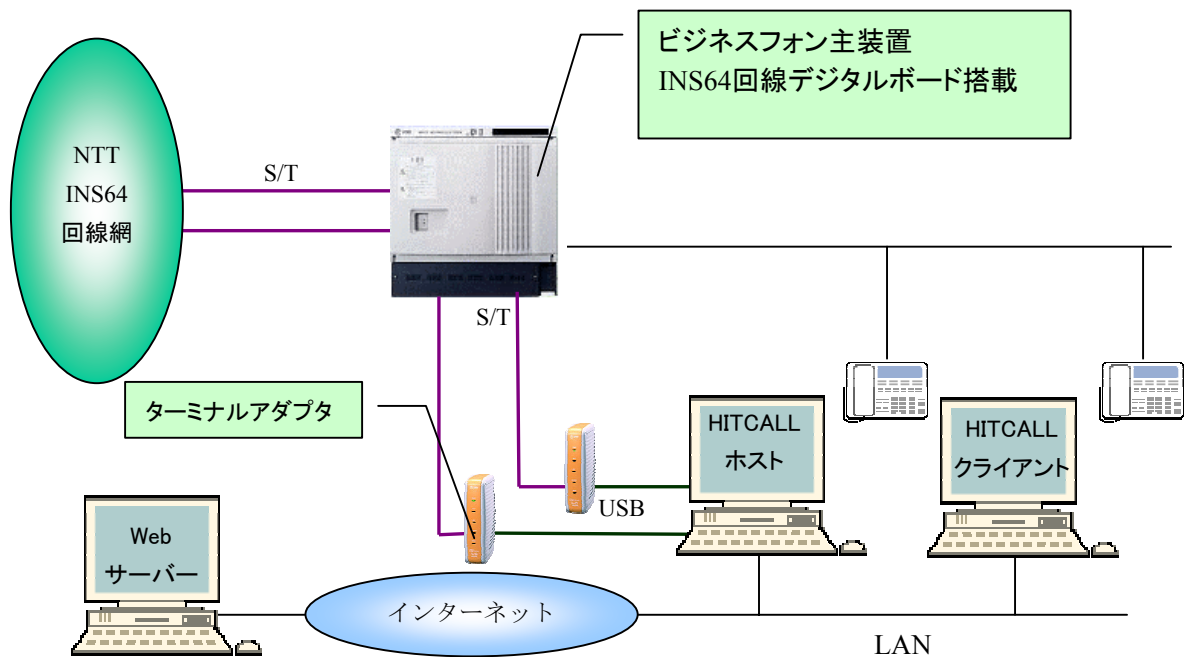 ビジネスフォン主装置
INS64回線デジタルボード搭載
NTT
INS64
回線網
S/T
S/T
ターミナルアダプタ
HITCALL
ホスト
HITCALL
クライアント
USB
Web
サーバー
インターネット
LAN